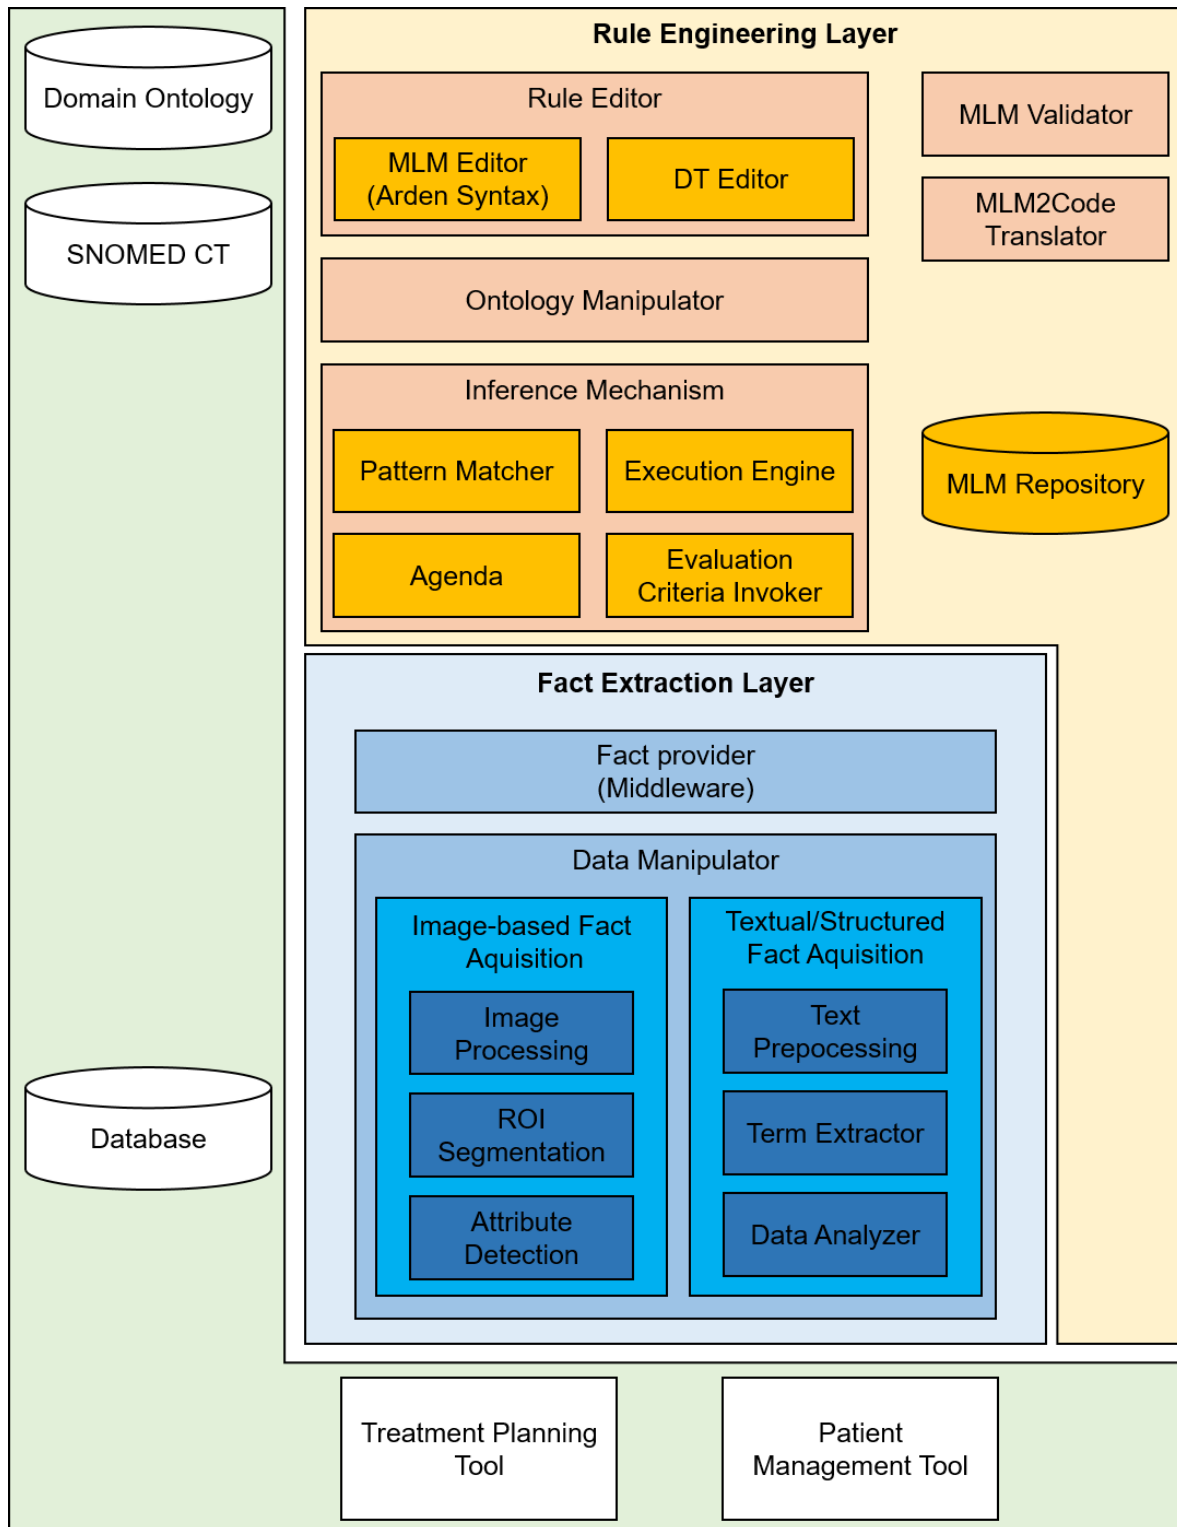 Domain Ontology
SNOMED CT
Database
Rule Engineering Layer
Rule Editor
MLM Editor
(Arden Syntax)
DT Editor
MLM Validator
MLM2Code
Translator
Ontology Manipulator
Inference Mechanism
Pattern Matcher
Execution Engine
Agenda
Evaluation
Criteria Invoker
MLM Repository
Fact Extraction Layer
Fact provider
(Middleware)
Data Manipulator
Image-based Fact
Aquisition
Image
Processing
ROI
Segmentation
Attribute
Detection
Textual/Structured
Fact Aquisition
Text
Prepocessing
Term Extractor
Data Analyzer
Treatment Planning
Tool
Patient
Management Tool